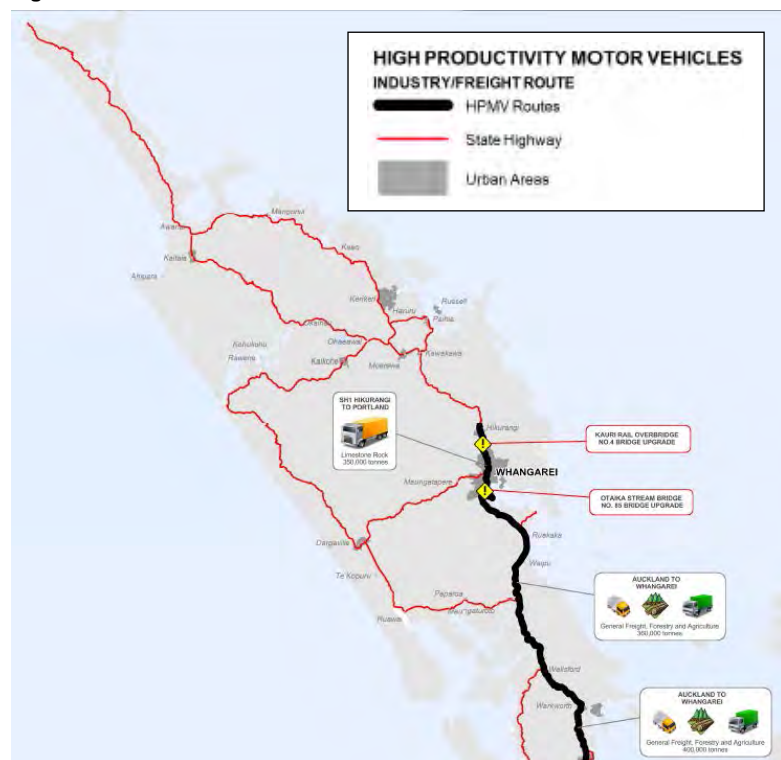 HIGH PRODUCTIVITY MOTOR VEHICLES
INDUSTRY/FREIGHT ROUTE
HPMV Routes
State Highway
Urban Areas
Mangonui
Awanui
Kaeo
Kaitaia
Ahipara
Kerikeri
Russell
Haruru
Paihia
Okaihau
Ohaeawai
Kohukohu
Rawene
Kaikohe
Moerewa
Kawakawa
SH1 HIKURANGI
TO PORTLAND
Limestone Rock
350,000 tonnes
Hikurangi
KAURI RAIL OVERBRIDGE
NO.4 BRIDGE UPGRADE
WHANGAREI
Maungatapere
OTAIKA STREAM BRIDGE
NO. 85 BRIDGE UPGRADE
Ruakaka
Dargaville
Waipu
Te Kopuru
AUCKLAND TO
WHANGAREI
General Freight, Forestry and Agriculture
360,000 tonnes
Paparoa
Ruawai
Wellsford
Warkworth
AUCKLAND TO
WHANGAREI
General Freight, Forestry and Agriculture
400,000 tonnes